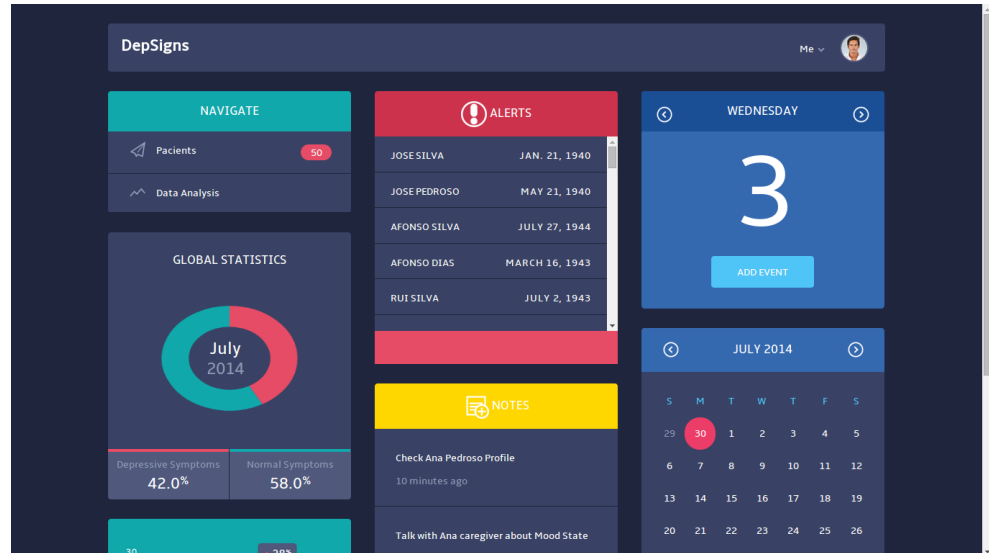 DepSigns
Me
NAVIGATE
Pacients 50
Data Analysis
GLOBAL STATISTICS
July
2014
Depressive Symptoms
42.0%
Normal Symptoms
58.0%
30
28%
ALERTS
JOSE SILVA JAN. 21, 1940
JOSE PEDROSO MAY 21, 1940
AFONSO SILVA JULY 27, 1944
AFONSO DIAS MARCH 16, 1943
RUI SILVA JULY 2, 1943
NOTES
Check Ana Pedroso Profile
10 minutes ago
Talk with Ana caregiver about Mood State
WEDNESDAY
3
ADD EVENT
JULY 2014
S M T W T F S
29 30 1 2 3 4 5
6 7 8 9 10 11 12
13 14 15 16 17 18 19
20 21 22 23 24 25 26